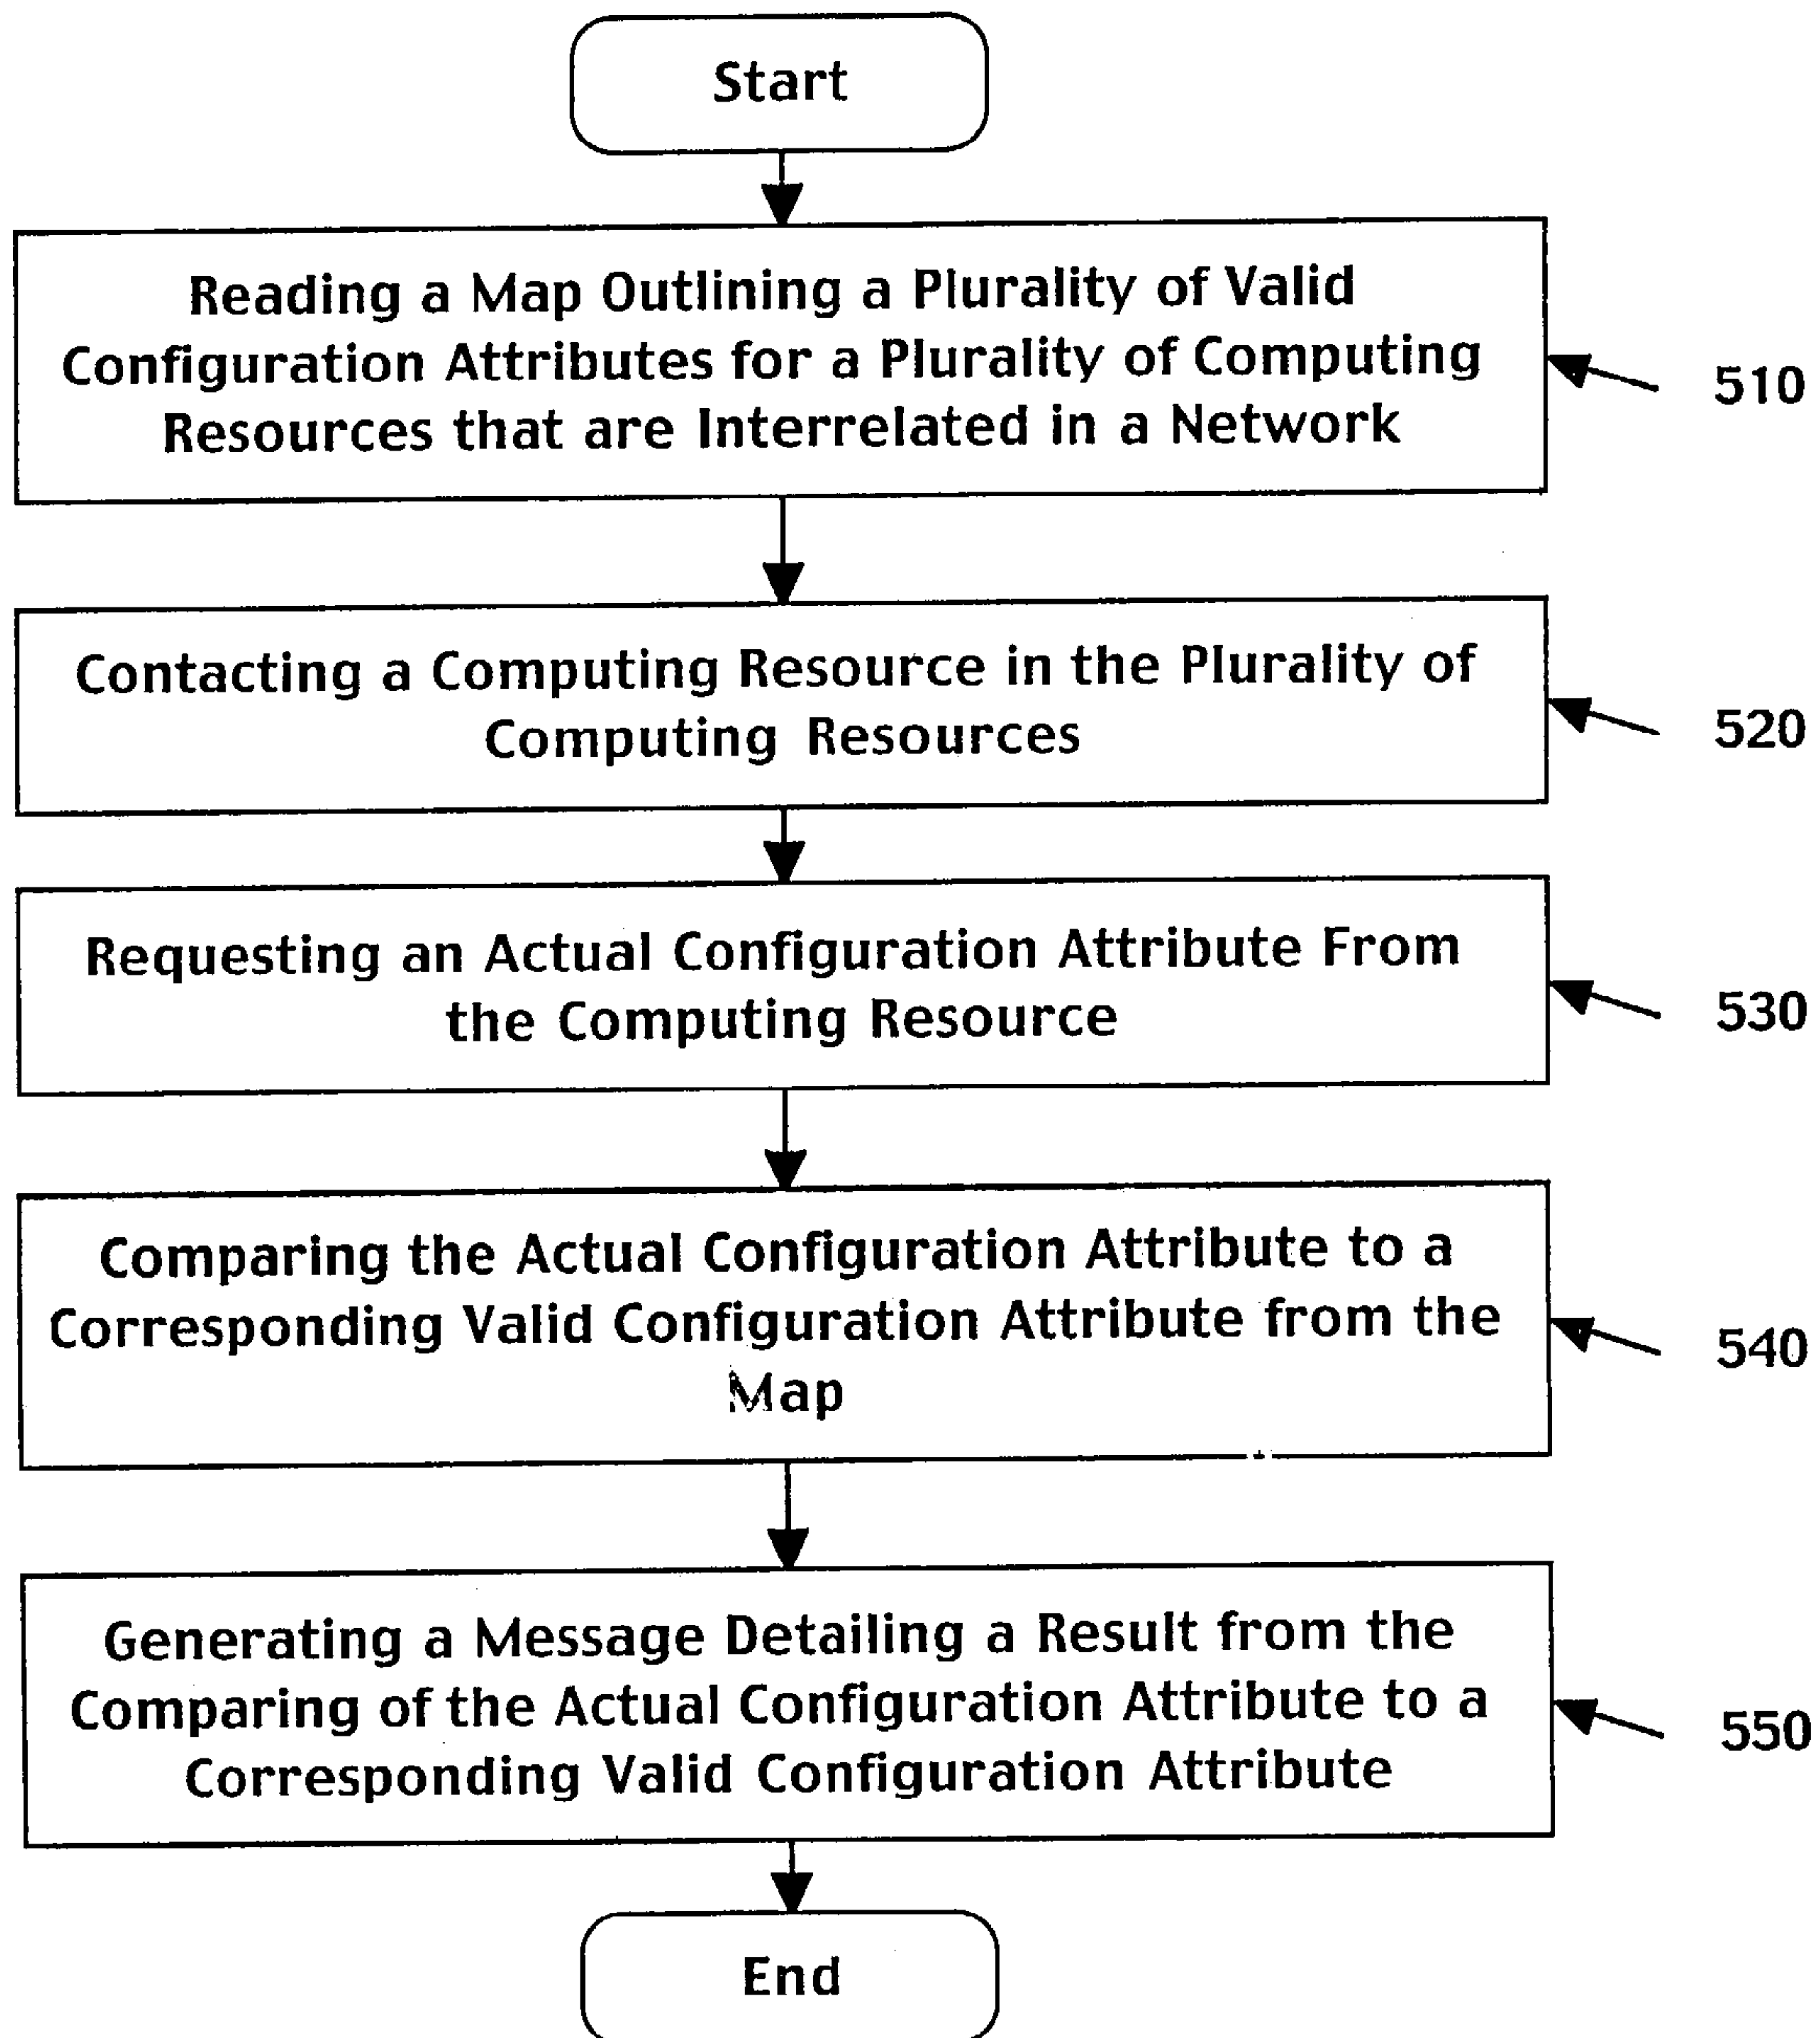 Start
Reading a Map Outlining a Plurality of Valid
Configuration Attributes for a Plurality of Computing
Resources that are Interrelated in a Network
510
Contacting a Computing Resource in the Plurality of
Computing Resources
520
Requesting an Actual Configuration Attribute From
the Computing Resource
530
Comparing the Actual Configuration Attribute to a
Corresponding Valid Configuration Attribute from the
Map
540
Generating a Message Detailing a Result from the
Comparing of the Actual Configuration Attribute to a
Corresponding Valid Configuration Attribute
550
End